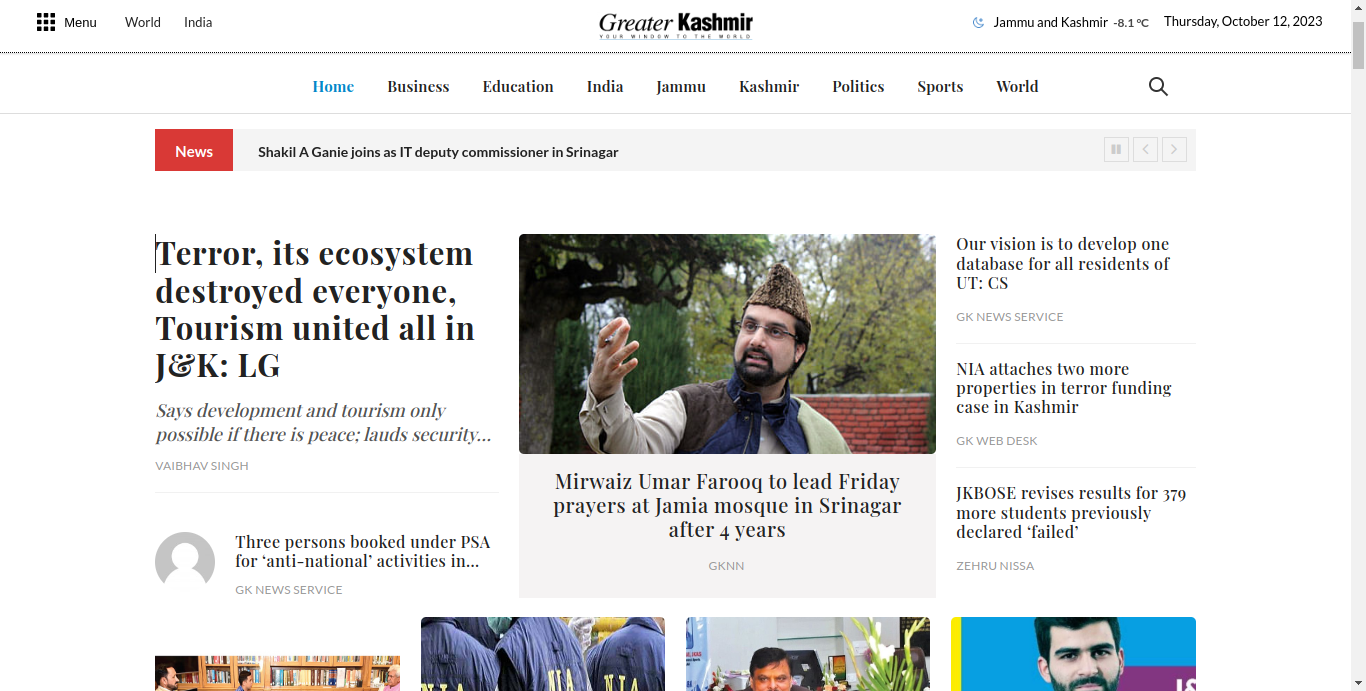 Menu
World
India
Greater Kashmir
YOUR WINDOW TO THE WORLD
Jammu and Kashmir -8.1 °C
Thursday, October 12, 2023
Home
Business
Education
India
Jammu
Kashmir
Politics
Sports
World
News
Shakil A Ganie joins as IT deputy commissioner in Srinagar
Terror, its ecosystem
destroyed everyone,
Tourism united all in
J&K: LG
Says development and tourism only
possible if there is peace; lauds security...
VAIBHAV SINGH
Three persons booked under PSA
for ‘anti-national’ activities in...
GK NEWS SERVICE
Mirwaiz Umar Farooq to lead Friday
prayers at Jamia mosque in Srinagar
after 4 years
GKNN
Our vision is to develop one
database for all residents of
UT: CS
GK NEWS SERVICE
NIA attaches two more
properties in terror funding
case in Kashmir
GK WEB DESK
JKBOSE revises results for 379
more students previously
declared ‘failed’
ZEHRU NISSA
NIA